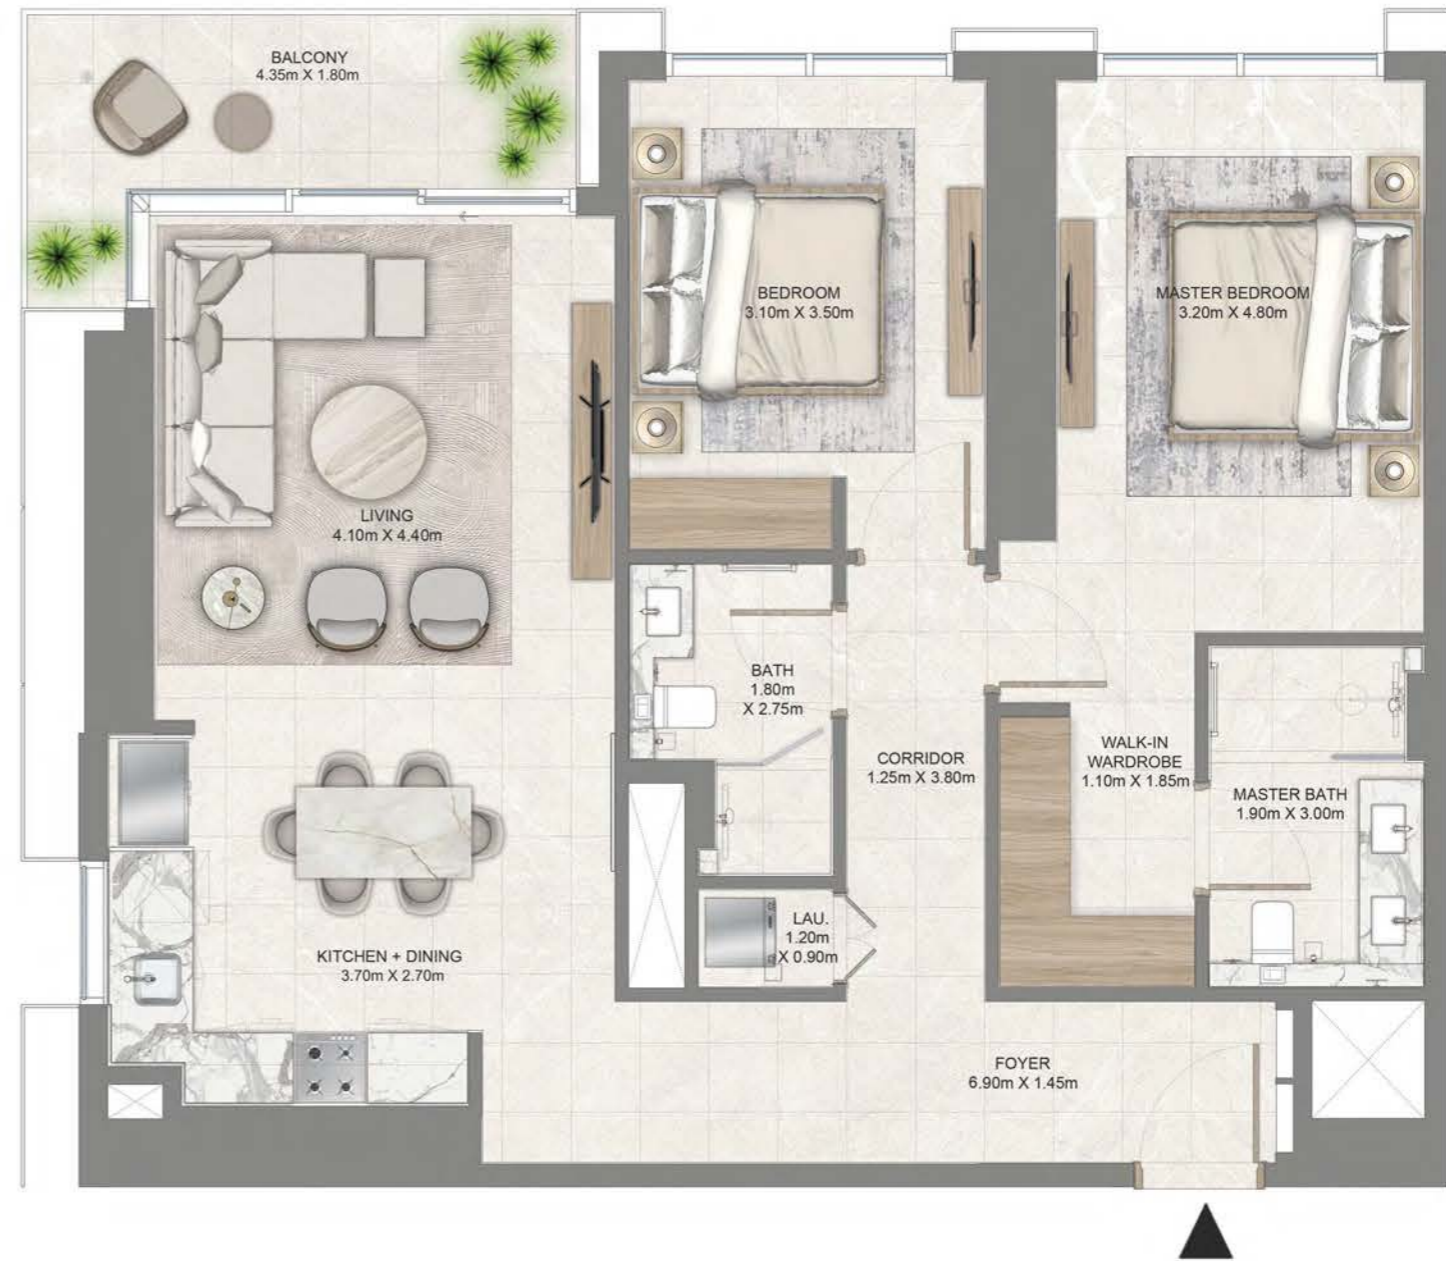 BALCONY
4.35m X 1.80m
BEDROOM
3.10m X 3.50m
MASTER BEDROOM
3.20m X 4.80m
LIVING
4.10m X 4.40m
BATH
1.80m
X 2.75m
CORRIDOR
1.25m X 3.80m
WALK-IN
WARDROBE
1.10m X 1.85m
MASTER BATH
1.90m X 3.00m
LAU.
1.20m
X 0.90m
KITCHEN + DINING
3.70m X 2.70m
FOYER
6.90m X 1.45m